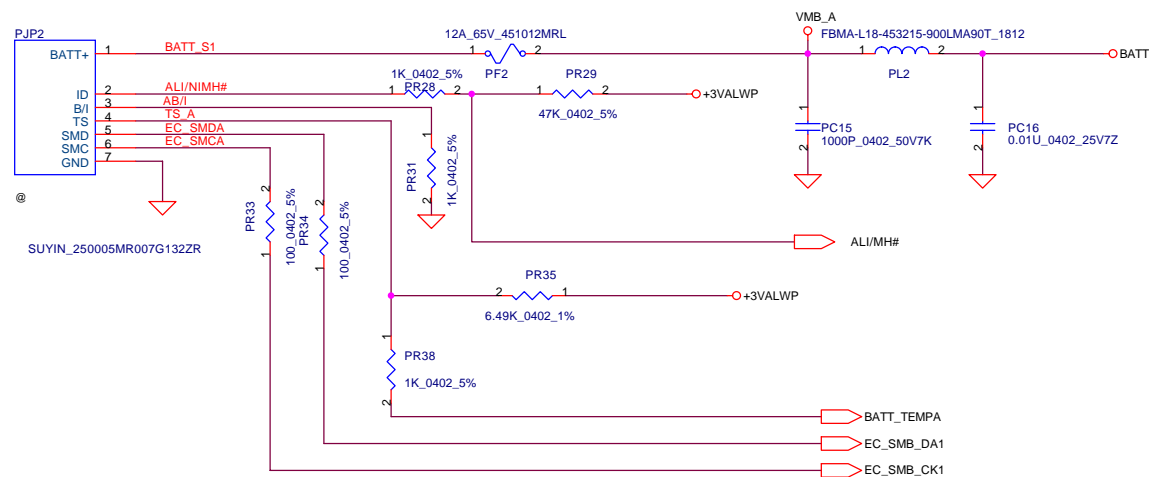 PJP2
BATT+
ID
B/I
TS
SMD
SMC
GND
1
2
3
4
5
6
7
BATT_S1
ALI/NIMH#
AB/I
TS_A
EC_SMDA
EC_SMCA
@
SUYIN_250005MR007G132ZR
12A_65V_451012MRL
1
2
PF2
VMB_A
FBMA-L18-453215-900LMA90T_1812
1
2
PL2
BATT
1K_0402_5%
PR28
1
2
PR29
1
2
47K_0402_5%
+3VALWP
1
PC15
2
1000P_0402_50V7K
1
PC16
2
0.01U_0402_25V7Z
1
PR31
1K_0402_5%
2
2
PR33
100_0402_5%
1
2
PR34
100_0402_5%
1
ALI/MH#
PR35
2
1
6.49K_0402_1%
+3VALWP
1
PR38
1K_0402_5%
2
BATT_TEMPA
EC_SMB_DA1
EC_SMB_CK1